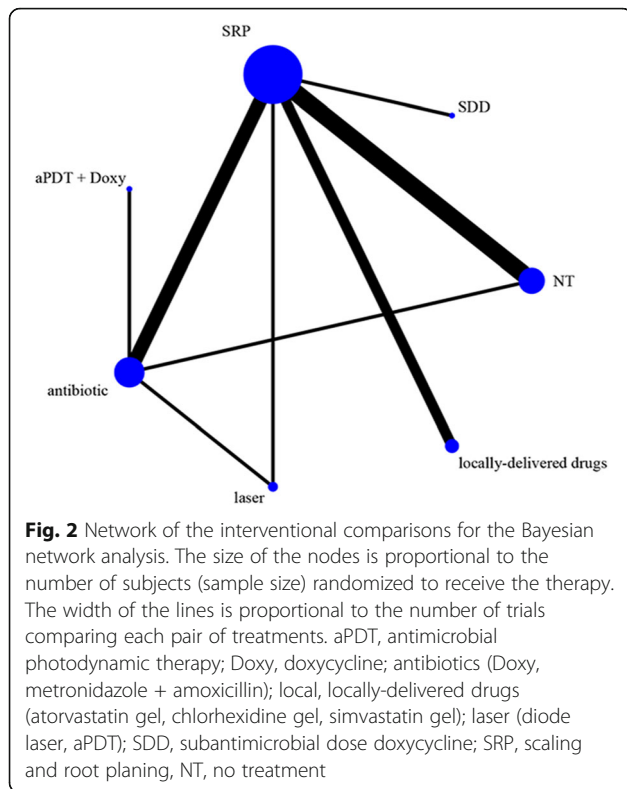 SRP
SDD
aPDT + Doxy
NT
antibiotic
locally-delivered drugs
laser
Fig. 2 Network of the interventional comparisons for the Bayesian
network analysis. The size of the nodes is proportional to the
number of subjects (sample size) randomized to receive the therapy.
The width of the lines is proportional to the number of trials
comparing each pair of treatments. aPDT, antimicrobial
photodynamic therapy; Doxy, doxycycline; antibiotics (Doxy,
metronidazole + amoxicillin); local, locally-delivered drugs
(atorvastatin gel, chlorhexidine gel, simvastatin gel); laser (diode
laser, aPDT); SDD, subantimicrobial dose doxycycline; SRP, scaling
and root planing, NT, no treatment